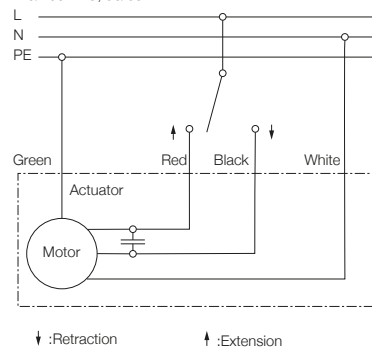 L
N
PE
Green Red Black White
Actuator
Motor
↓ :Retraction ↑ :Extension